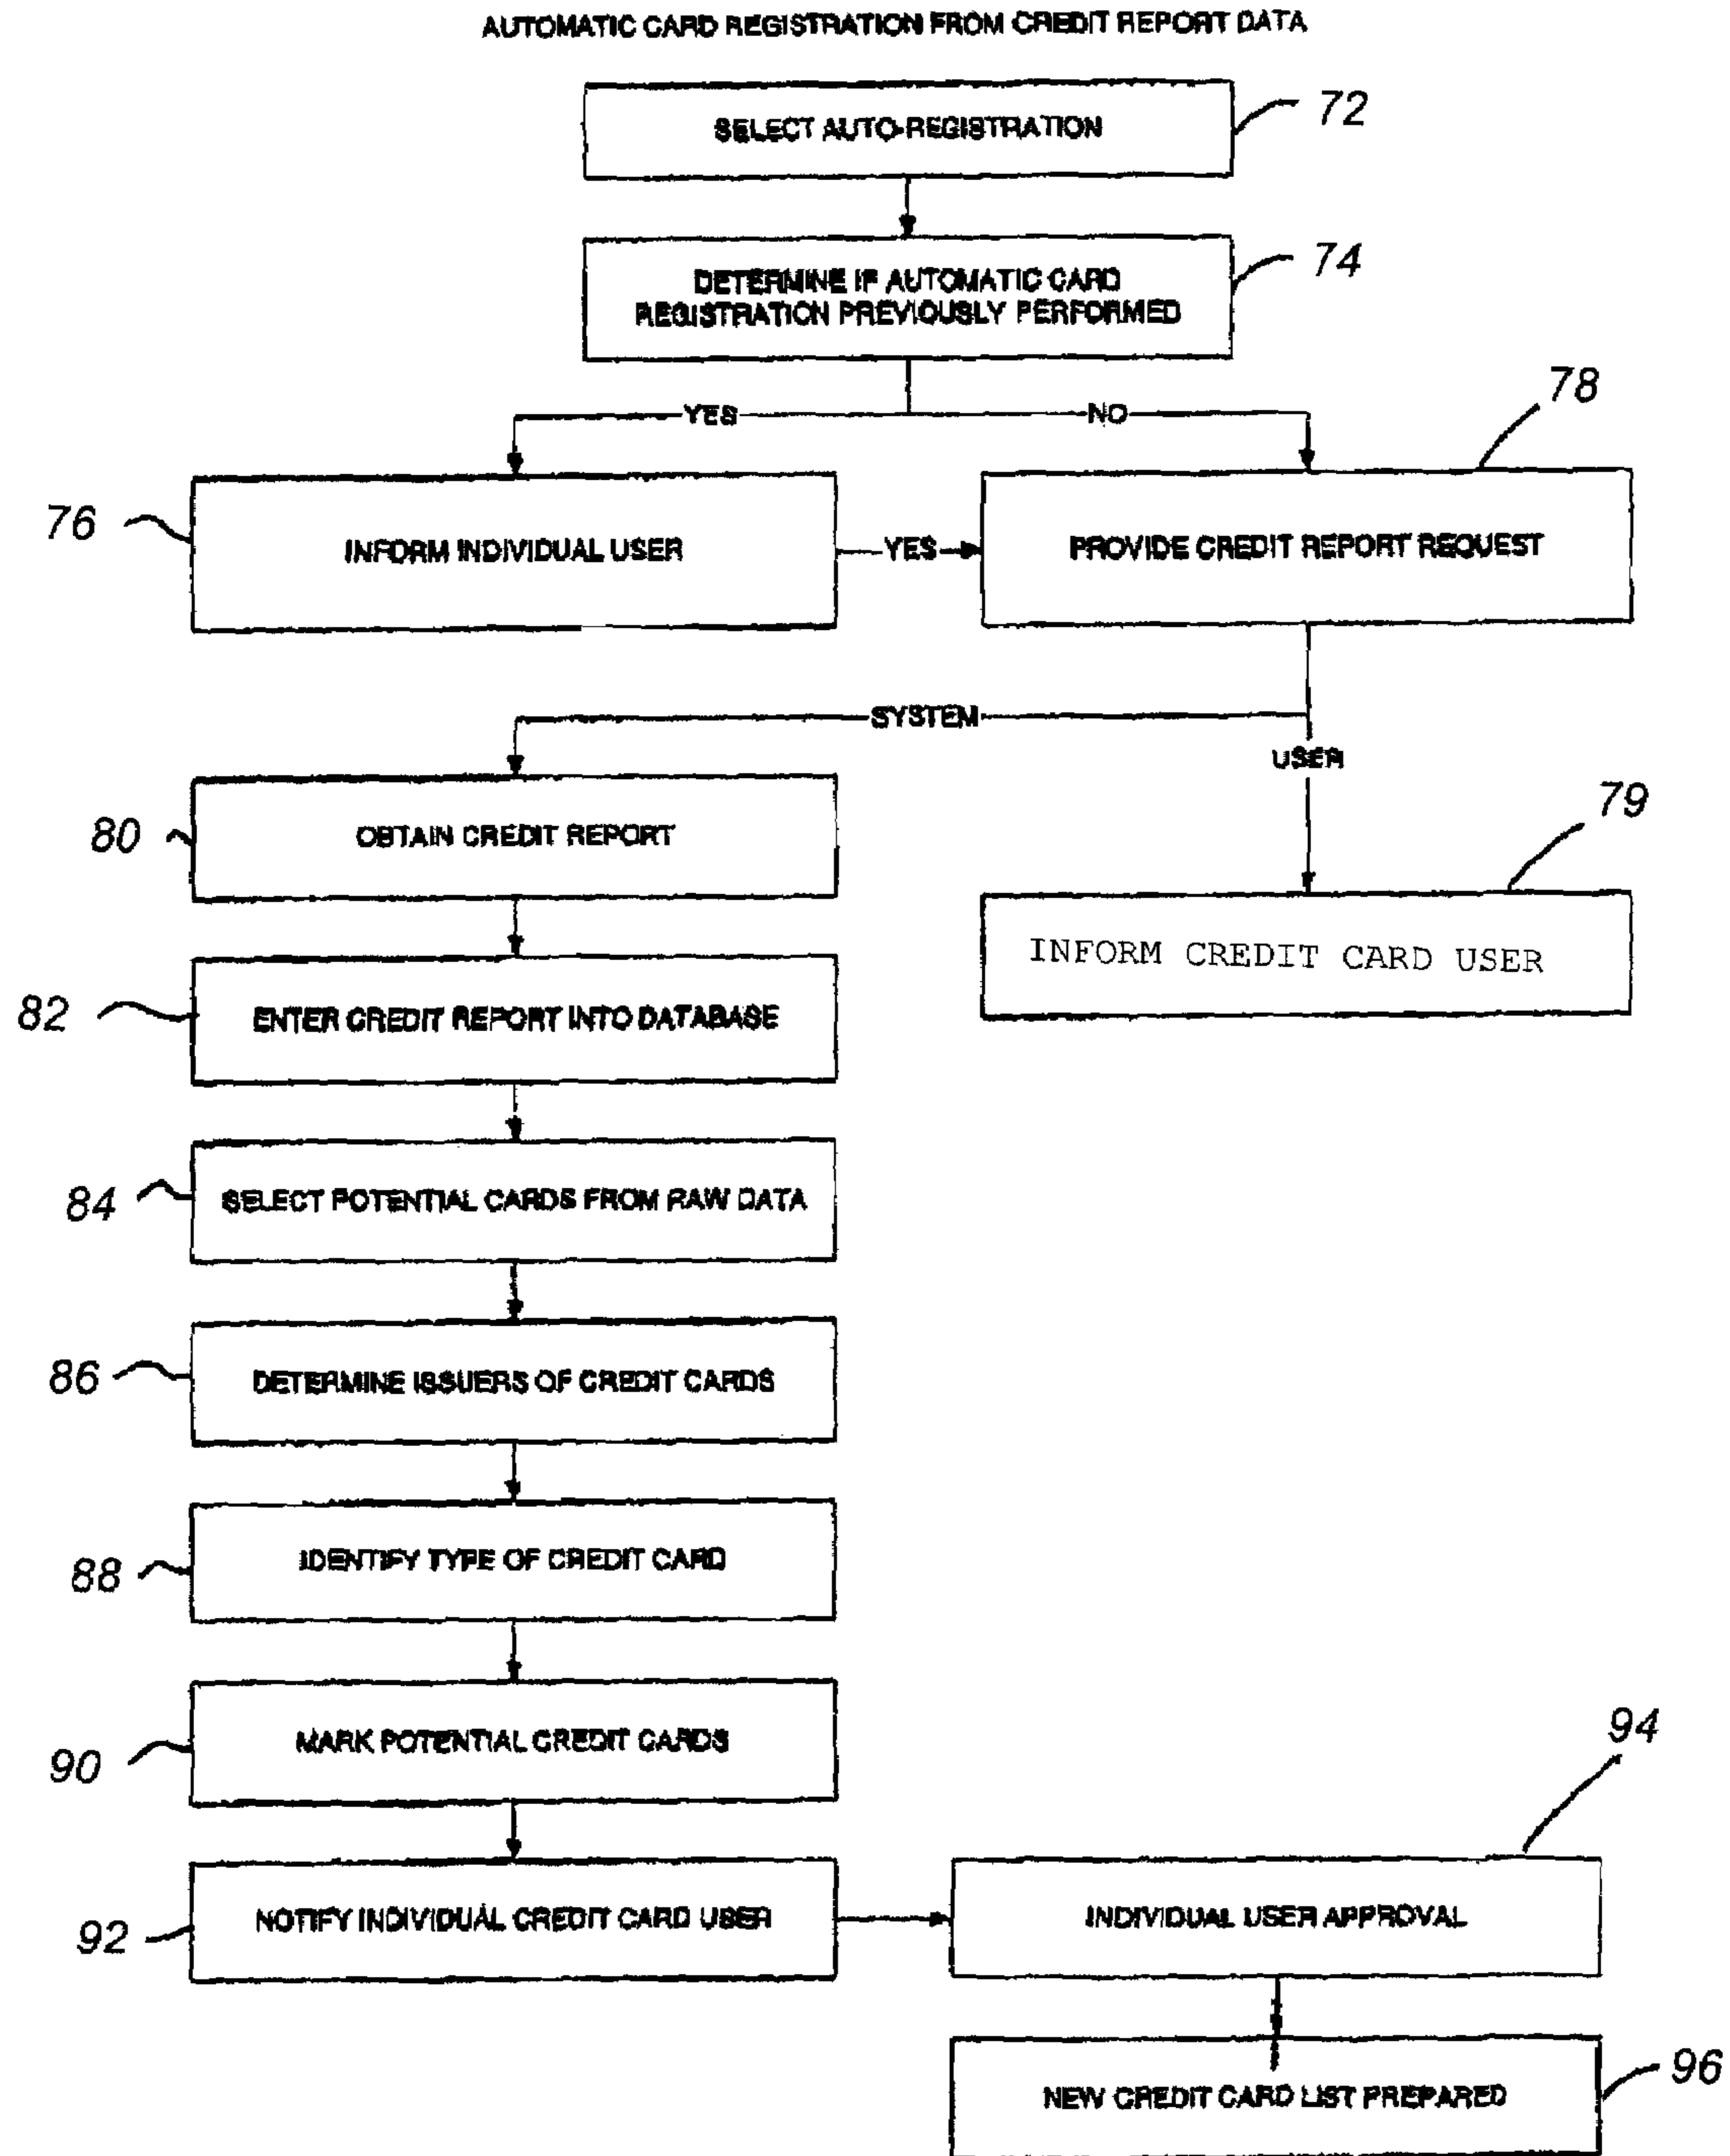 AUTOMATIC CARD REGISTRATION FROM CREDIT REPORT DATA
SELECT AUTO-REGISTRATION
72
DETERMINE IF AUTOMATIC CARD
REGISTRATION PREVIOUSLY PERFORMED
74
YES
NO
78
76
INFORM INDIVIDUAL USER
YES
PROVIDE CREDIT REPORT REQUEST
SYSTEM
USER
80
OBTAIN CREDIT REPORT
79
INFORM CREDIT CARD USER
82
ENTER CREDIT REPORT INTO DATABASE
84
SELECT POTENTIAL CARDS FROM RAW DATA
86
DETERMINE ISSUERS OF CREDIT CARDS
88
IDENTIFY TYPE OF CREDIT CARD
90
MARK POTENTIAL CREDIT CARDS
94
92
NOTIFY INDIVIDUAL CREDIT CARD USER
INDIVIDUAL USER APPROVAL
NEW CREDIT CARD LIST PREPARED
96